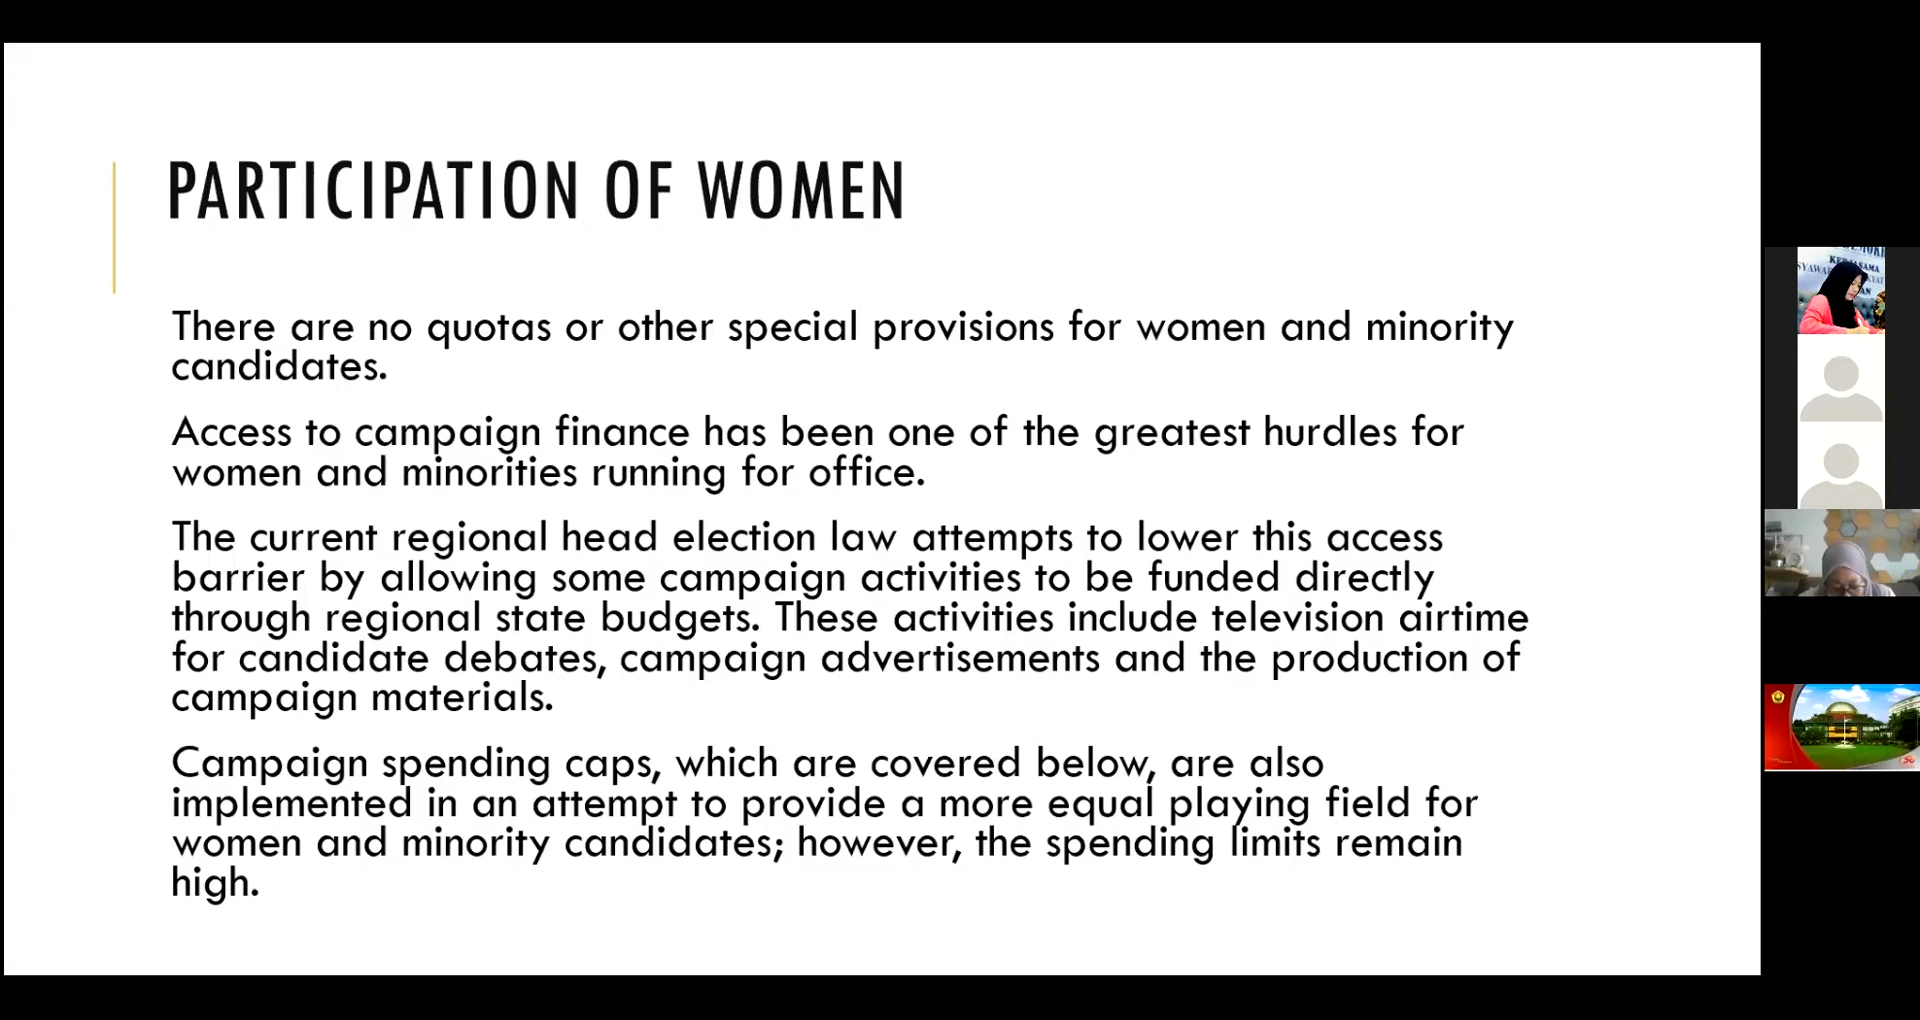 PARTICIPATION OF WOMEN
There are no quotas or other special provisions for women and minority
candidates.
Access to campaign finance has been one of the greatest hurdles for
women and minorities running for office.
The current regional head election law attempts to lower this access
barrier by allowing some campaign activities to be funded directly
through regional state budgets. These activities include television airtime
for candidate debates, campaign advertisements and the production of
campaign materials.
Campaign spending caps, which are covered below, are also
implemented in an attempt to provide a more equal playing field for
women and minority candidates; however, the spending limits remain
high.
KERJASAMA